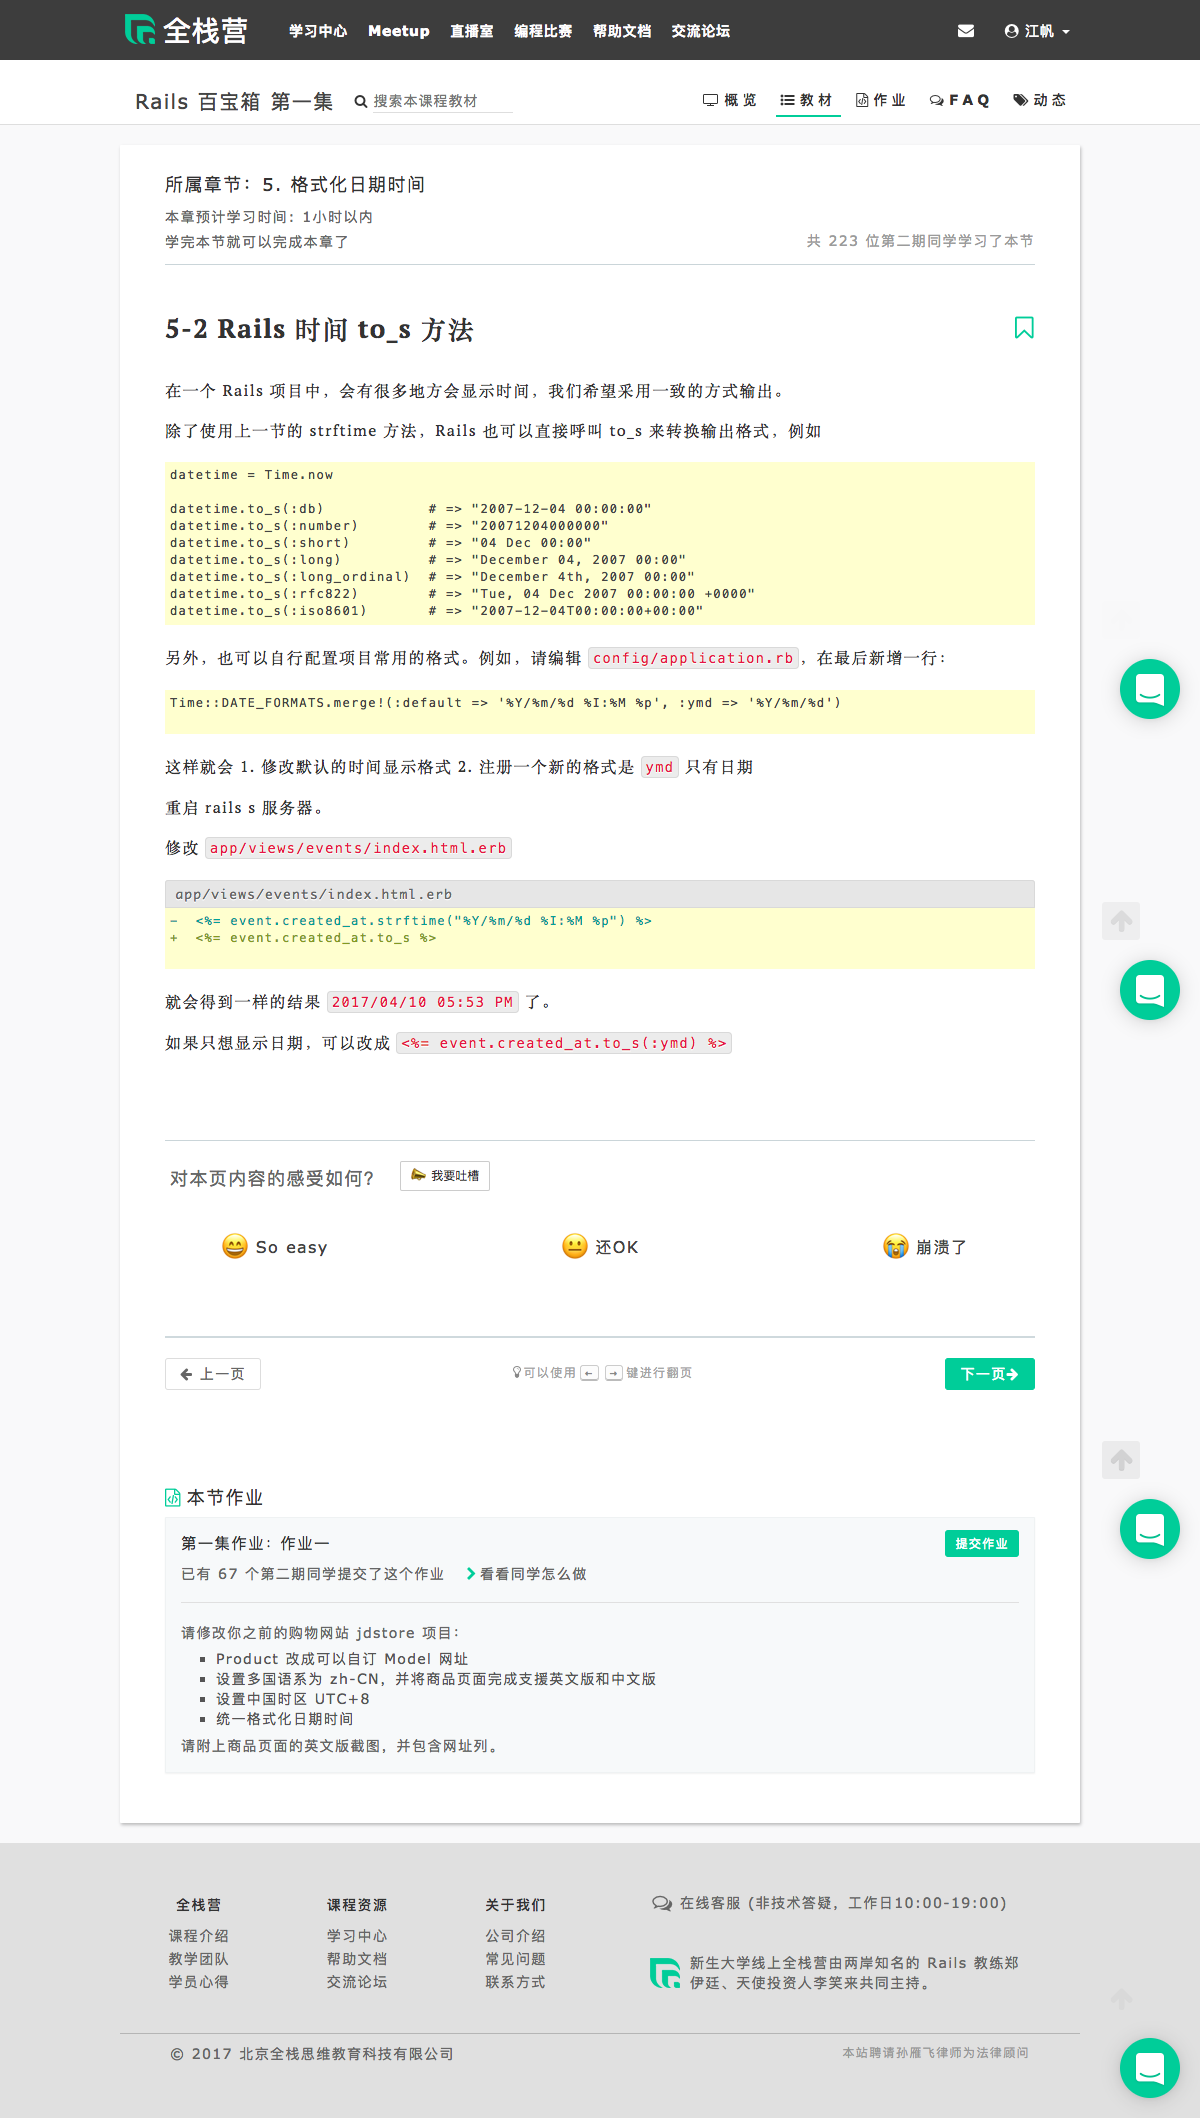 全栈营 学习中心 Meetup 直播室 编程比赛 帮助文档 交流论坛 江帆
Rails 百宝箱 第一集 搜索本课程教材 概览 教材 作业 FAQ 动态
所属章节：5. 格式化日期时间
本章预计学习时间：1小时以内
学完本节就可以完成本章了
共 223 位第二期同学学习了本节
5-2 Rails 时间 to_s 方法
在一个 Rails 项目中，会有很多地方会显示时间，我们希望采用一致的方式输出。
除了使用上一节的 strftime 方法，Rails 也可以直接呼叫 to_s 来转换输出格式，例如
datetime = Time.now
datetime.to_s(:db)            # => "2007-12-04 00:00:00"
datetime.to_s(:number)        # => "20071204000000"
datetime.to_s(:short)         # => "04 Dec 00:00"
datetime.to_s(:long)          # => "December 04, 2007 00:00"
datetime.to_s(:long_ordinal)  # => "December 4th, 2007 00:00"
datetime.to_s(:rfc822)        # => "Tue, 04 Dec 2007 00:00:00 +0000"
datetime.to_s(:iso8601)       # => "2007-12-04T00:00:00+00:00"
另外，也可以自行配置项目常用的格式。例如，请编辑 config/application.rb，在最后新增一行：
Time::DATE_FORMATS.merge!(:default => '%Y/%m/%d %I:%M %p', :ymd => '%Y/%m/%d')
这样就会 1. 修改默认的时间显示格式 2. 注册一个新的格式是 ymd 只有日期
重启 rails s 服务器。
修改 app/views/events/index.html.erb
app/views/events/index.html.erb
-  <%= event.created_at.strftime("%Y/%m/%d %I:%M %p") %>
+  <%= event.created_at.to_s %>
就会得到一样的结果 2017/04/10 05:53 PM 了。
如果只想显示日期，可以改成 <%= event.created_at.to_s(:ymd) %>
对本页内容的感受如何？ 我要吐槽
So easy 还OK 崩溃了
← 上一页 可以使用 ← → 键进行翻页 下一页→
本节作业
第一集作业：作业一 提交作业
已有 67 个第二期同学提交了这个作业 看看同学怎么做
请修改你之前的购物网站 jdstore 项目：
▪ Product 改成可以自订 Model 网址
▪ 设置多国语系为 zh-CN，并将商品页面完成支援英文版和中文版
▪ 设置中国时区 UTC+8
▪ 统一格式化日期时间
请附上商品页面的英文版截图，并包含网址列。
全栈营
课程介绍
教学团队
学员心得
课程资源
学习中心
帮助文档
交流论坛
关于我们
公司介绍
常见问题
联系方式
在线客服 (非技术答疑，工作日10:00-19:00)
新生大学线上全栈营由两岸知名的 Rails 教练郑
伊廷、天使投资人李笑来共同主持。
© 2017 北京全栈思维教育科技有限公司
本站聘请孙雁飞律师为法律顾问